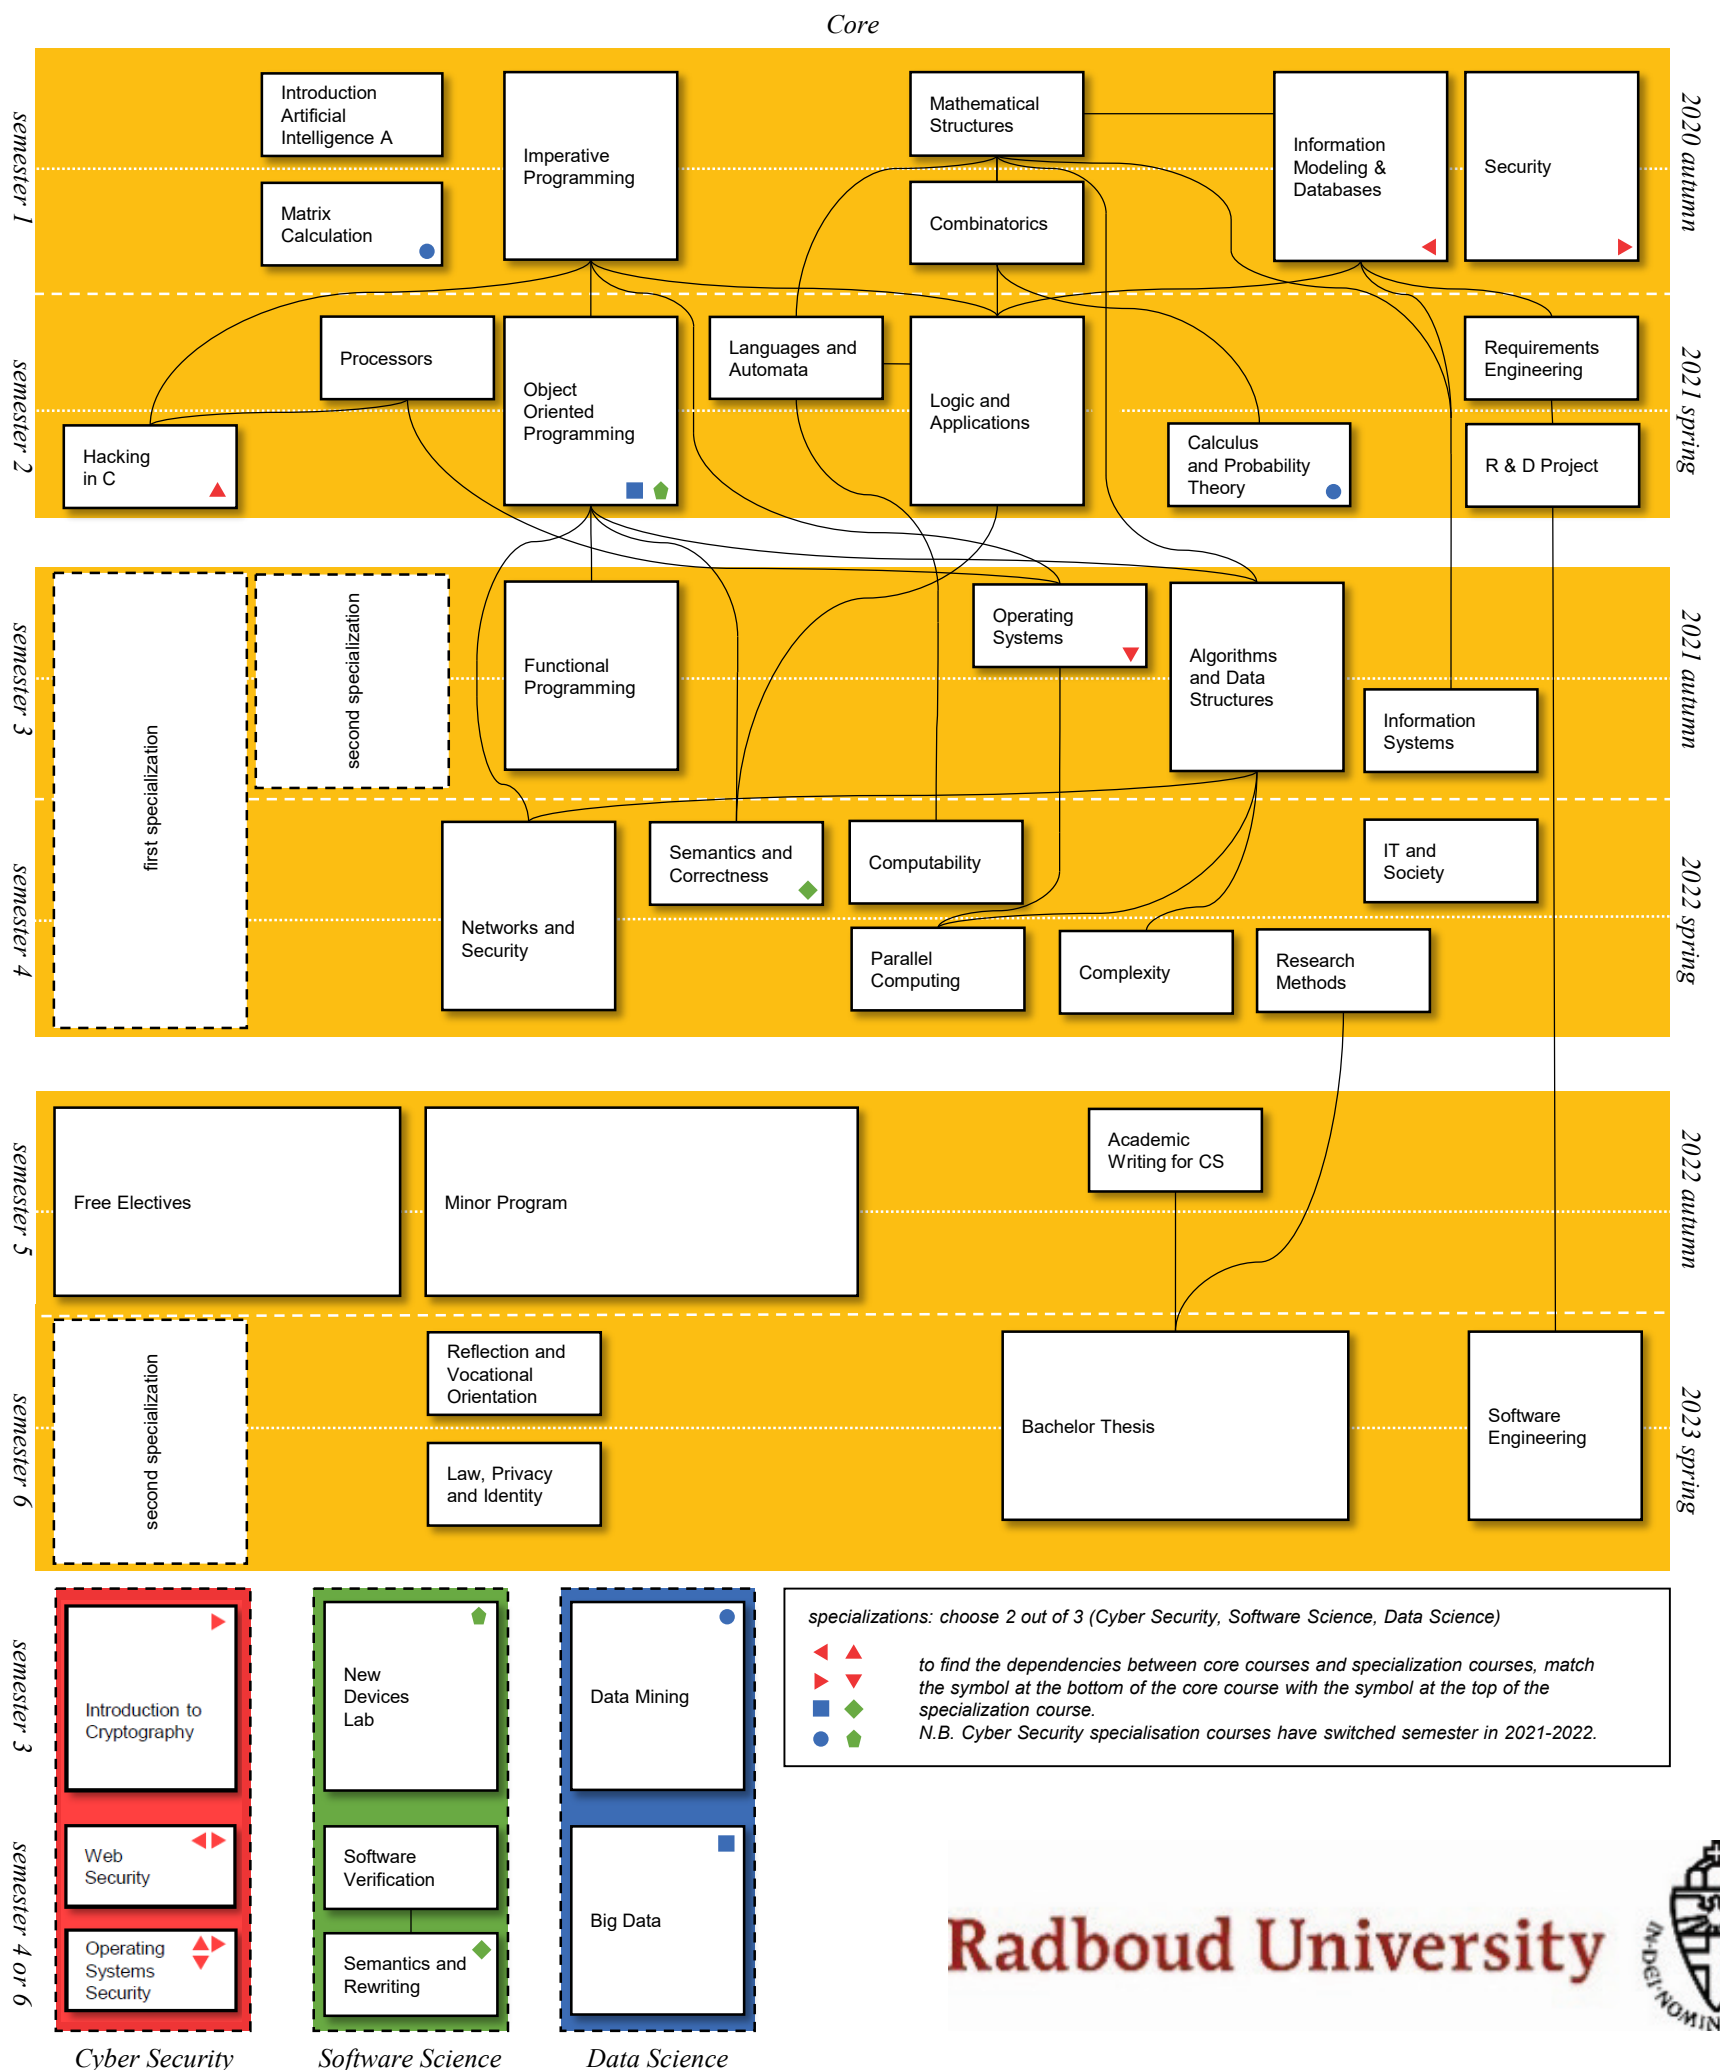 Core
semester 1
2020 autumn
Introduction
Artificial
Intelligence A
Imperative
Programming
Mathematical
Structures
Information
Modeling &
Databases
Security
Matrix
Calculation
Combinatorics
semester 2
2021 spring
Processors
Object
Oriented
Programming
Languages and
Automata
Logic and
Applications
Requirements
Engineering
Hacking
in C
Calculus
and Probability
Theory
R & D Project
semester 3
2021 autumn
first specialization
second specialization
Functional
Programming
Operating
Systems
Algorithms
and Data
Structures
Information
Systems
semester 4
2022 spring
Networks and
Security
Semantics and
Correctness
Computability
IT and
Society
Parallel
Computing
Complexity
Research
Methods
semester 5
2022 autumn
Free Electives
Minor Program
Academic
Writing for CS
semester 6
2023 spring
second specialization
Reflection and
Vocational
Orientation
Bachelor Thesis
Software
Engineering
Law, Privacy
and Identity
semester 3
Introduction to
Cryptography
New
Devices
Lab
Data Mining
specializations: choose 2 out of 3 (Cyber Security, Software Science, Data Science)
to find the dependencies between core courses and specialization courses, match
the symbol at the bottom of the core course with the symbol at the top of the
specialization course.
N.B. Cyber Security specialisation courses have switched semester in 2021-2022.
semester 4 or 6
Web
Security
Software
Verification
Big Data
Operating
Systems
Security
Semantics and
Rewriting
Radboud University
IN·DEI·NOMIN
Cyber Security
Software Science
Data Science